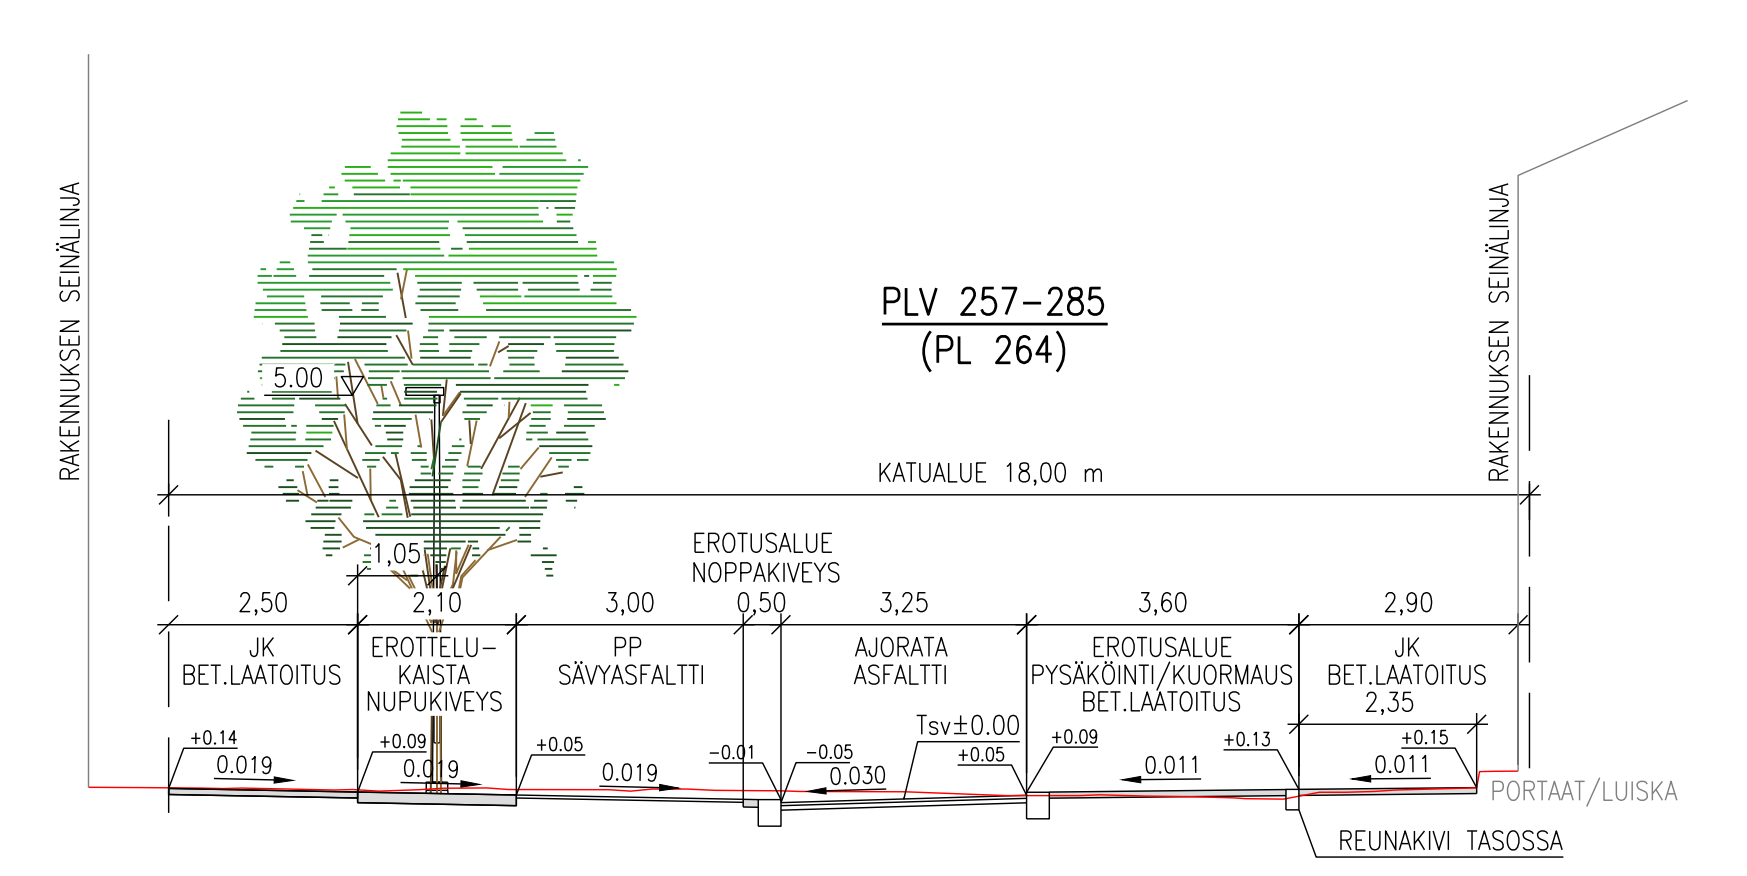 RAKENNUKSEN SEINÄLINJA
RAKENNUKSEN SEINÄLINJA
PLV 257-285
(PL 264)
5.00
KATUALUE 18,00 m
1,05
EROTUSALUE
NOPPAKIVEYS
2,50
2,10
3,00
0,50
3,25
3,60
2,90
JK
BET.LAATOITUS
EROTTELU-
KAISTA
NUPUKIVEYS
PP
SÄVYASFALTTI
AJORATA
ASFALTTI
EROTUSALUE
PYSÄKÖINTI/KUORMAUS
BET.LAATOITUS
JK
BET.LAATOITUS
2,35
+0.14
0.019
+0.09
0.019
+0.05
0.019
-0.01
-0.05
0.030
Tsv±0.00
+0.05
+0.09
0.011
+0.13
0.011
+0.15
PORTAAT/LUISKA
REUNAKIVI TASOSSA